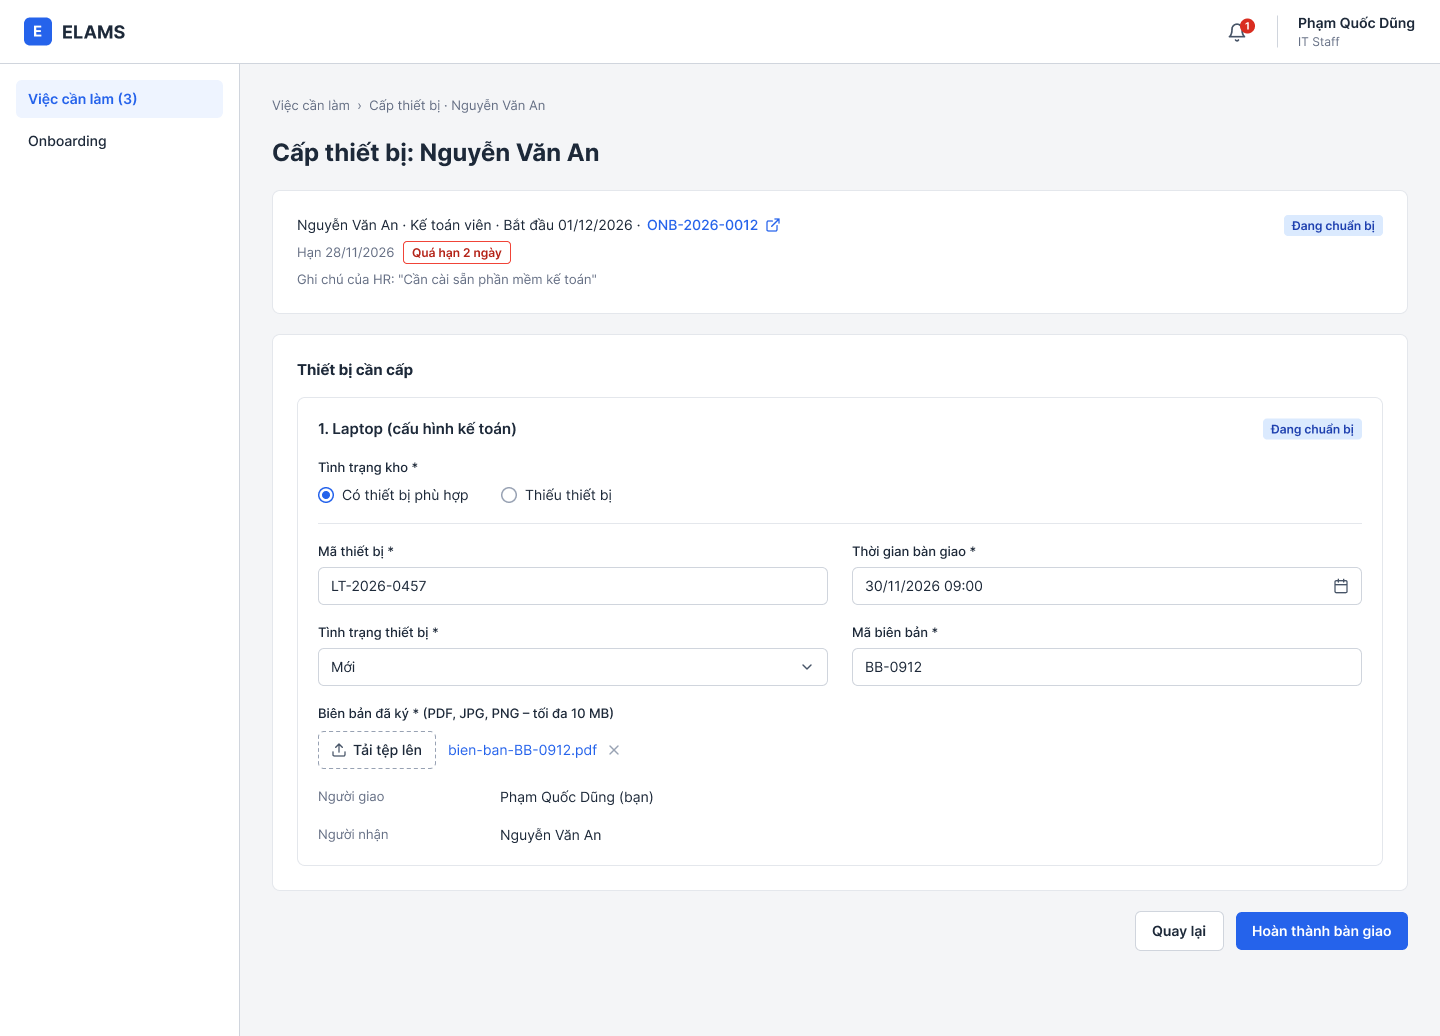 E ELAMS
1
Phạm Quốc Dũng
IT Staff
Việc cần làm (3)
Onboarding
Việc cần làm › Cấp thiết bị · Nguyễn Văn An
Cấp thiết bị: Nguyễn Văn An
Nguyễn Văn An · Kế toán viên · Bắt đầu 01/12/2026 · ONB-2026-0012
Đang chuẩn bị
Hạn 28/11/2026 Quá hạn 2 ngày
Ghi chú của HR: "Cần cài sẵn phần mềm kế toán"
Thiết bị cần cấp
1. Laptop (cấu hình kế toán)
Đang chuẩn bị
Tình trạng kho *
Có thiết bị phù hợp Thiếu thiết bị
Mã thiết bị * Thời gian bàn giao *
LT-2026-0457 30/11/2026 09:00
Tình trạng thiết bị * Mã biên bản *
Mới BB-0912
Biên bản đã ký * (PDF, JPG, PNG – tối đa 10 MB)
Tải tệp lên bien-ban-BB-0912.pdf
Người giao Phạm Quốc Dũng (bạn)
Người nhận Nguyễn Văn An
Quay lại Hoàn thành bàn giao